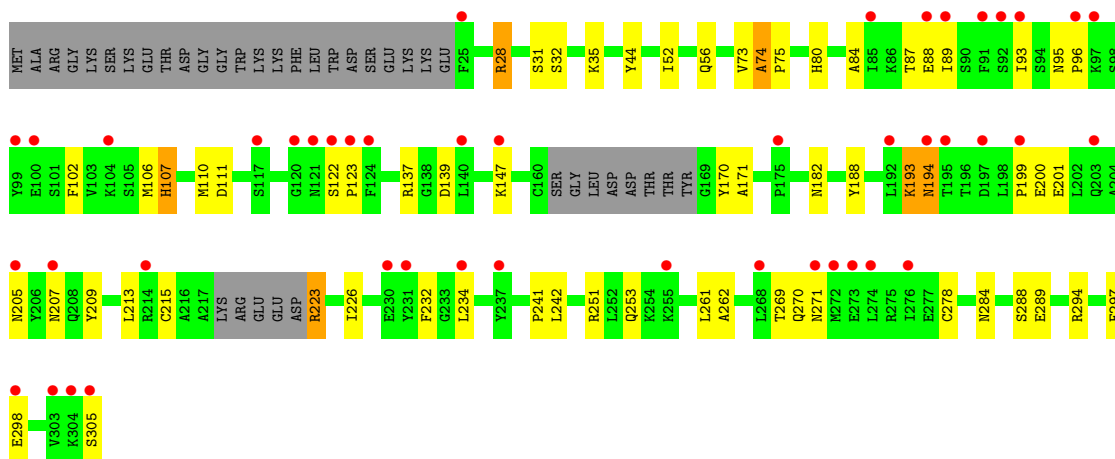 MET ALA ARG GLY LYS SER LYS GLU THR ASP GLY GLY TRP LYS LYS PHE LEU TRP ASP SER GLU LYS LYS GLU F25 R28 S31 S32 K35 Y44 I52 Q56 V73 A74 P75 H80 A84 I85 K86 T87 E88 I89 S90 F91 S92 I93 S94 N95 P96 K97 S98
Y99 E100 S101 F102 V103 K104 S105 M106 H107 M110 D111 S117 G120 N121 S122 P123 F124 R137 G138 D139 L140 K147 C160 SER GLY LEU ASP ASP THR THR TYR G169 Y170 A171 P175 N182 Y188 L192 K193 N194 T195 T196 D197 L198 P199 E200 E201 L202 Q203 A204
N205 Y206 N207 Q208 Y209 L213 R214 C215 A216 A217 LYS ARG GLU GLU ASP R223 I226 E230 Y231 F232 G233 L234 Y237 P241 L242 R251 L252 Q253 K254 K255 L261 A262 L268 T269 Q270 N271 M272 E273 L274 R275 I276 E277 C278 N284 S288 E289 R294
E298 V303 K304 S305